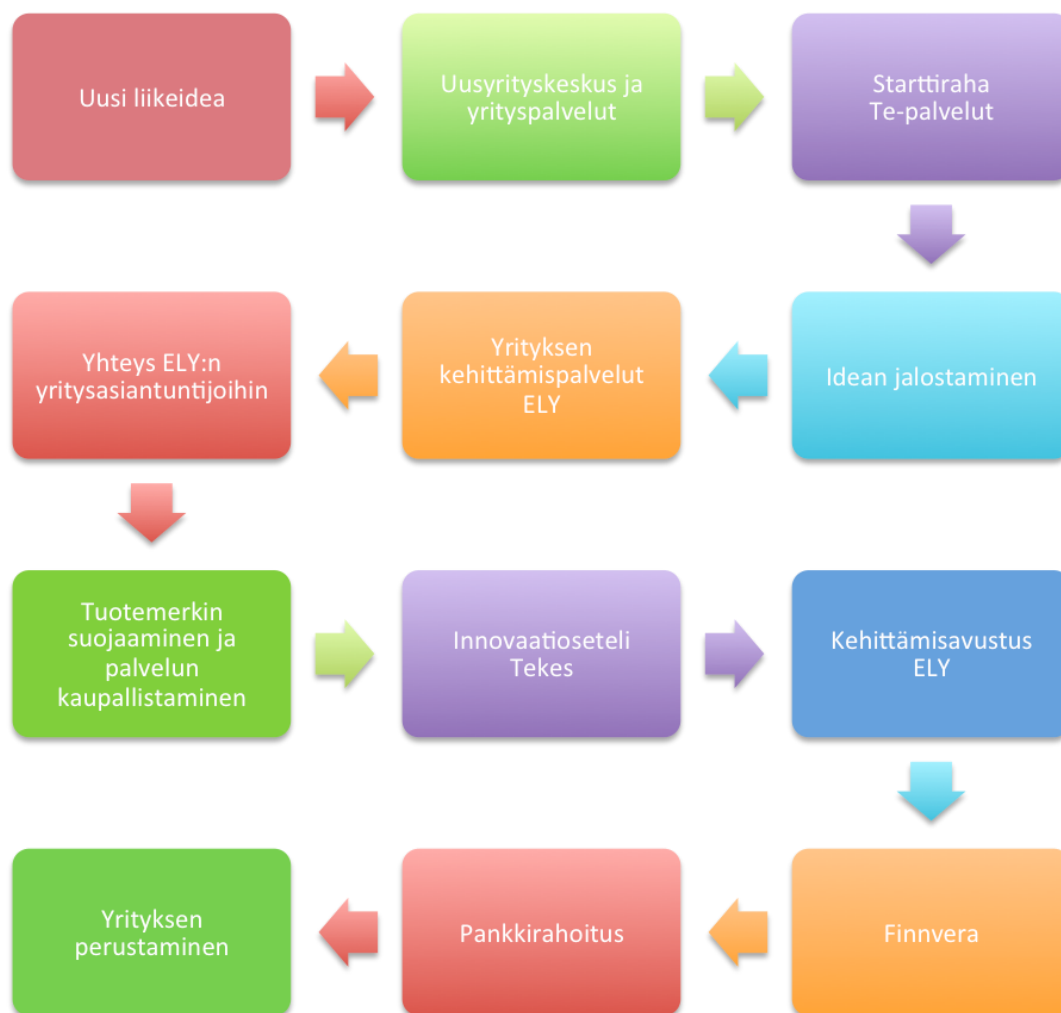 Uusi liikeidea
Uusyrityskeskus ja
yrityspalvelut
Starttiraha
Te-palvelut
Idean jalostaminen
Yrityksen
kehittämispalvelut
ELY
Yhteys ELY:n
yritysasiantuntijoihin
Tuotemerkin
suojaaminen ja
palvelun
kaupallistaminen
Innovaatioseteli
Tekes
Kehittämisavustus
ELY
Finnvera
Pankkirahoitus
Yrityksen
perustaminen